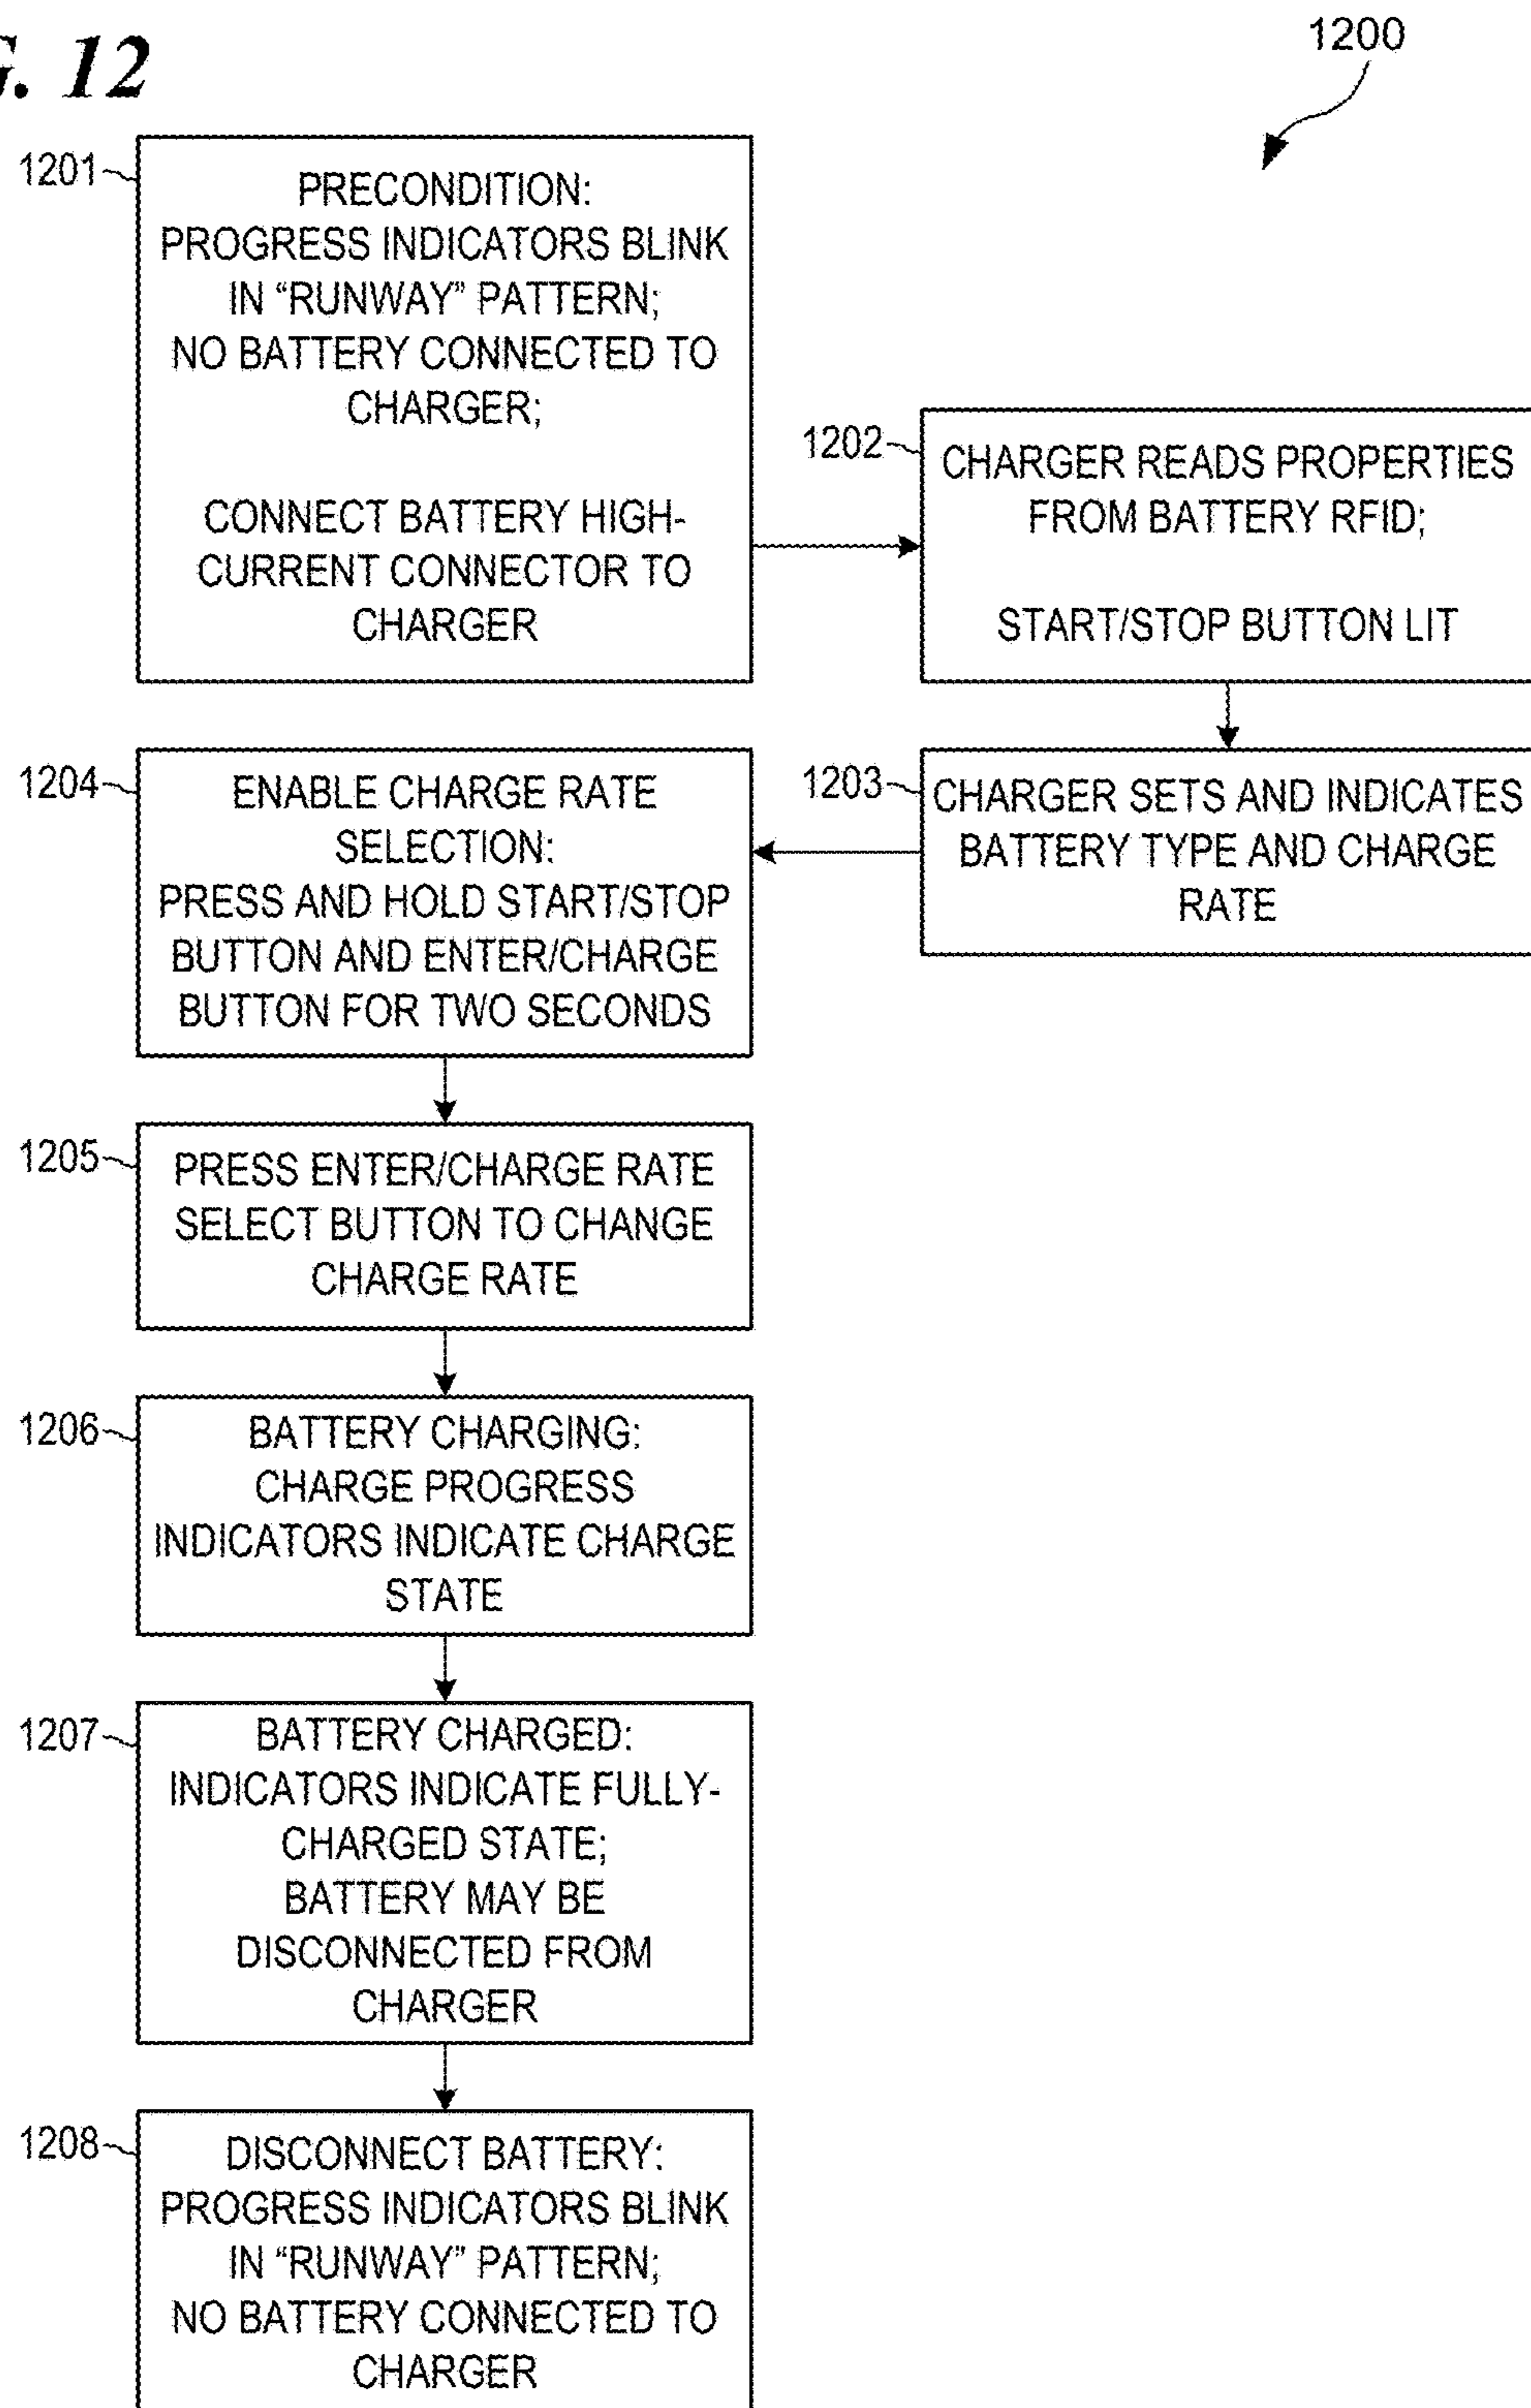 G. 12
1200
1201
PRECONDITION:
PROGRESS INDICATORS BLINK
IN “RUNWAY” PATTERN;
NO BATTERY CONNECTED TO
CHARGER;
CONNECT BATTERY HIGH-
CURRENT CONNECTOR TO
CHARGER
1202
CHARGER READS PROPERTIES
FROM BATTERY RFID;
START/STOP BUTTON LIT
1203
CHARGER SETS AND INDICATES
BATTERY TYPE AND CHARGE
RATE
1204
ENABLE CHARGE RATE
SELECTION:
PRESS AND HOLD START/STOP
BUTTON AND ENTER/CHARGE
BUTTON FOR TWO SECONDS
1205
PRESS ENTER/CHARGE RATE
SELECT BUTTON TO CHANGE
CHARGE RATE
1206
BATTERY CHARGING:
CHARGE PROGRESS
INDICATORS INDICATE CHARGE
STATE
1207
BATTERY CHARGED:
INDICATORS INDICATE FULLY-
CHARGED STATE;
BATTERY MAY BE
DISCONNECTED FROM
CHARGER
1208
DISCONNECT BATTERY:
PROGRESS INDICATORS BLINK
IN “RUNWAY” PATTERN;
NO BATTERY CONNECTED TO
CHARGER